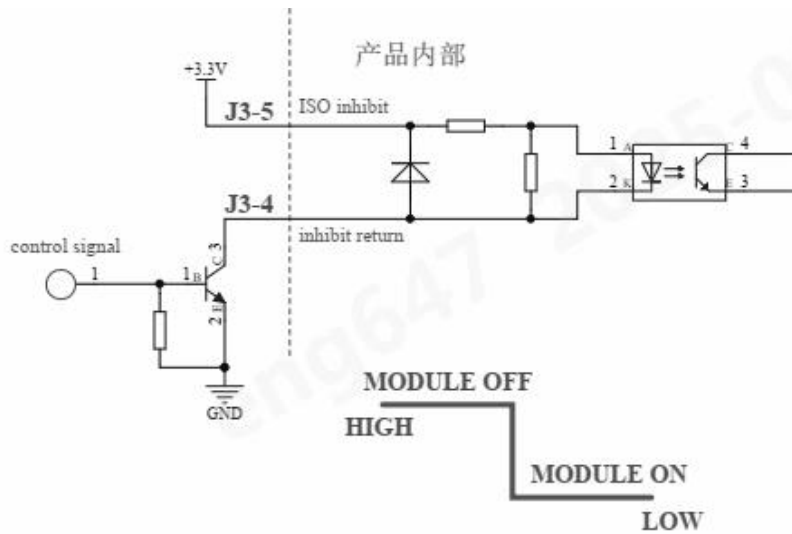 产品内部
+3.3V
J3-5 ISO inhibit
1 A C 4
2 K E 3
J3-4
inhibit return
control signal
C 3
1 1 B
2 E
GND
MODULE OFF
HIGH
MODULE ON
LOW